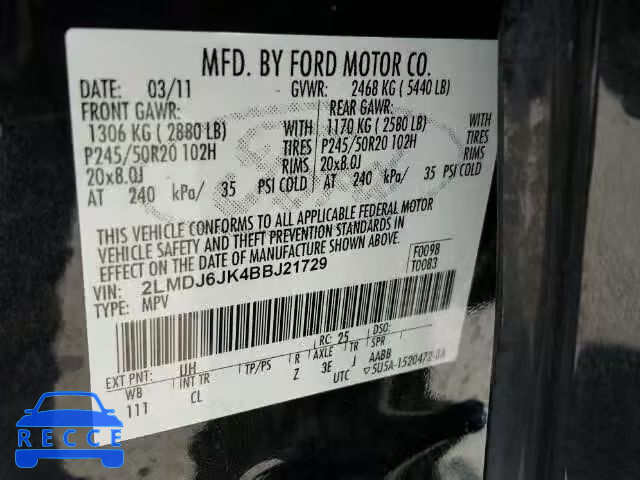 MFD. BY FORD MOTOR CO.
DATE: 03/11 GVWR: 2468 KG ( 5440 LB)
FRONT GAWR: REAR GAWR:
1306 KG ( 2880 LB) WITH 1170 KG ( 2580 LB) WITH
P245/50R20 102H TIRES P245/50R20 102H TIRES
20x8.0J RIMS 20x8.0J RIMS
AT 240 kPa/ 35 PSI COLD AT 240 kPa/ 35 PSI COLD
THIS VEHICLE CONFORMS TO ALL APPLICABLE FEDERAL MOTOR
VEHICLE SAFETY AND THEFT PREVENTION STANDARDS IN
EFFECT ON THE DATE OF MANUFACTURE SHOWN ABOVE.
VIN: 2LMDJ6JK4BBJ21729 F0098
TYPE: MPV T0083
EXT PNT: UH RC: 25 DSO:
WB INT TR TP/PS R AXLE TR SPR
111 CL Z 3E J AABB
UTC ▽5U5A-1520472-DA